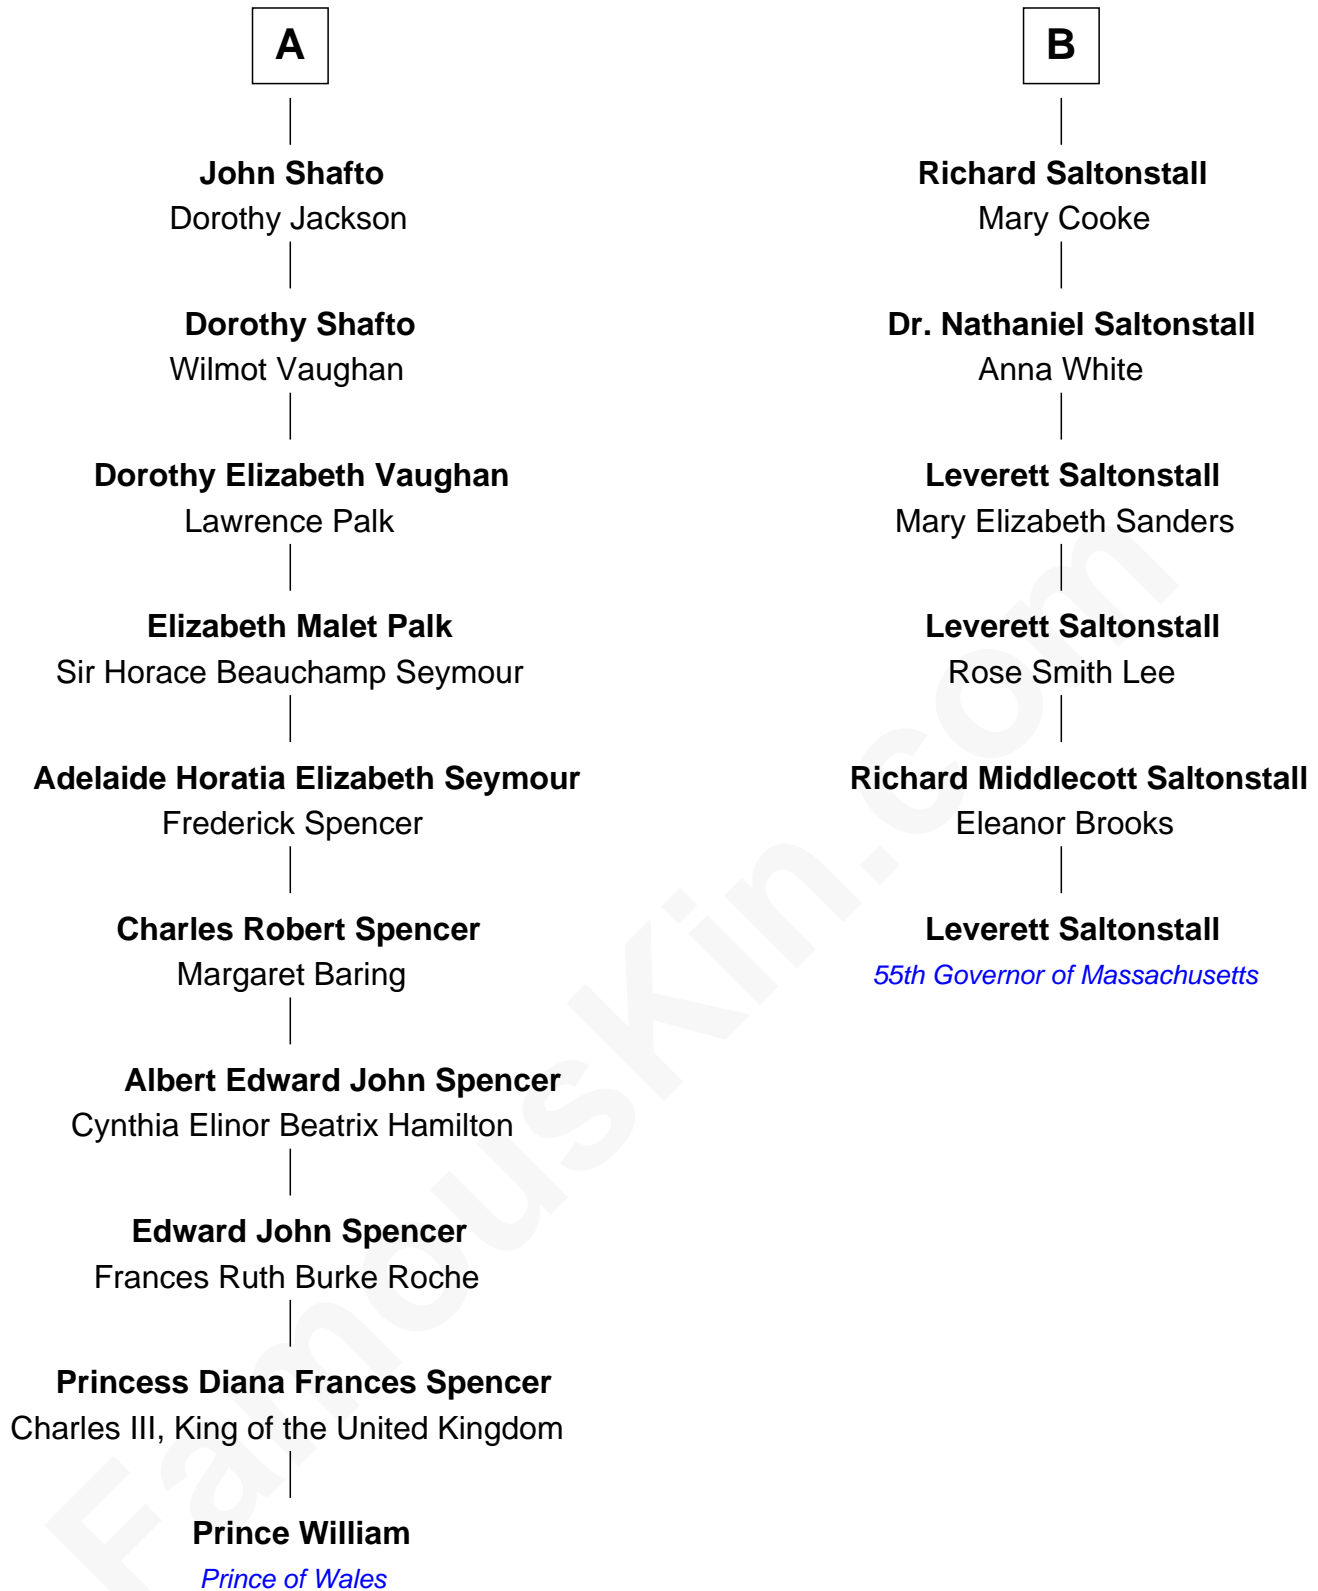 A
John Shafto
Dorothy Jackson
Dorothy Shafto
Wilmot Vaughan
Dorothy Elizabeth Vaughan
Lawrence Palk
Elizabeth Malet Palk
Sir Horace Beauchamp Seymour
Adelaide Horatia Elizabeth Seymour
Frederick Spencer
Charles Robert Spencer
Margaret Baring
Albert Edward John Spencer
Cynthia Elinor Beatrix Hamilton
Edward John Spencer
Frances Ruth Burke Roche
Princess Diana Frances Spencer
Charles III, King of the United Kingdom
Prince William
Prince of Wales
B
Richard Saltonstall
Mary Cooke
Dr. Nathaniel Saltonstall
Anna White
Leverett Saltonstall
Mary Elizabeth Sanders
Leverett Saltonstall
Rose Smith Lee
Richard Middlecott Saltonstall
Eleanor Brooks
Leverett Saltonstall
55th Governor of Massachusetts
FamousKin.com